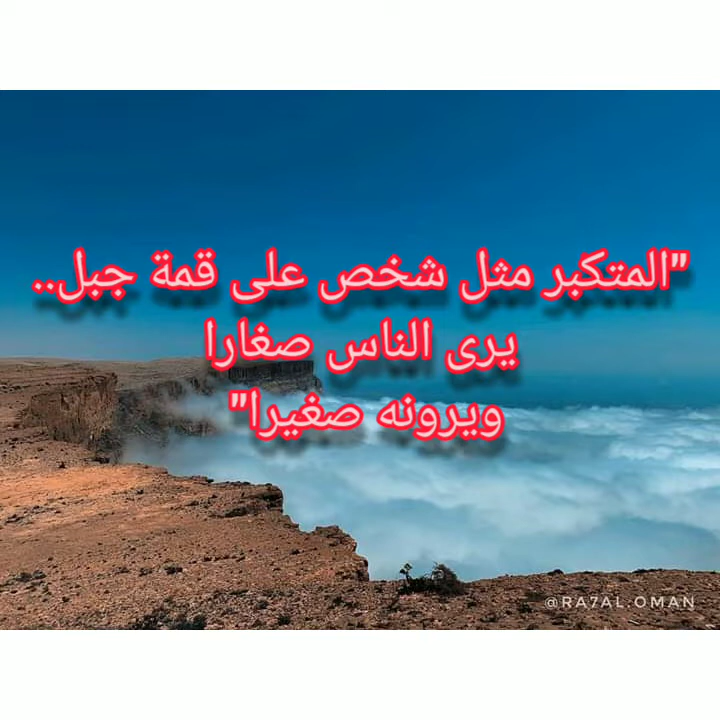 "المتكبر مثل شخص على قمة جبل..
يرى الناس صغارا
ويرونه صغيرا"
@RA7AL.OMAN